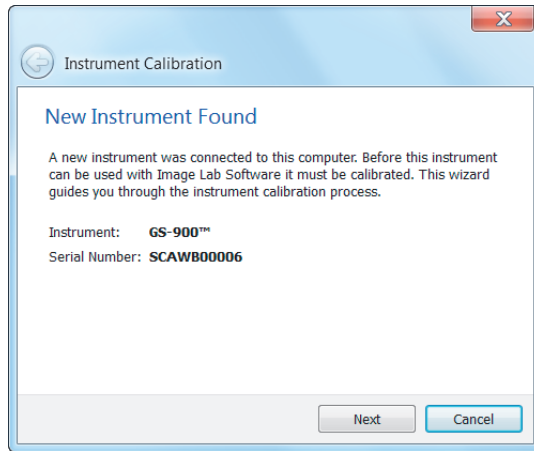 Instrument Calibration
New Instrument Found
A new instrument was connected to this computer. Before this instrument
can be used with Image Lab Software it must be calibrated. This wizard
guides you through the instrument calibration process.
Instrument: GS-900™
Serial Number: SCAWB00006
Next Cancel